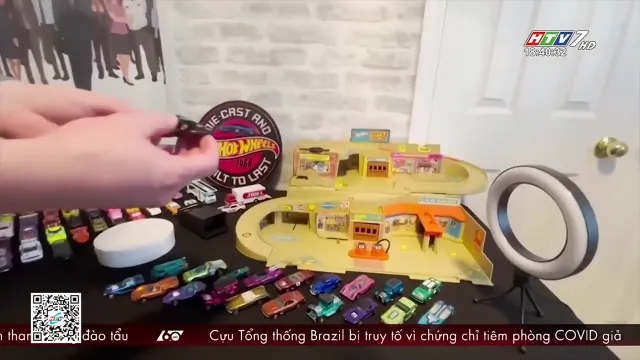 HTV7 HD
18:40:32
DIE-CAST AND
HOT WHEELS
1968
BUILT TO LAST
đào tẩu
60
Cựu Tổng thống Brazil bị truy tố vì chứng chỉ tiêm phòng COVID giả